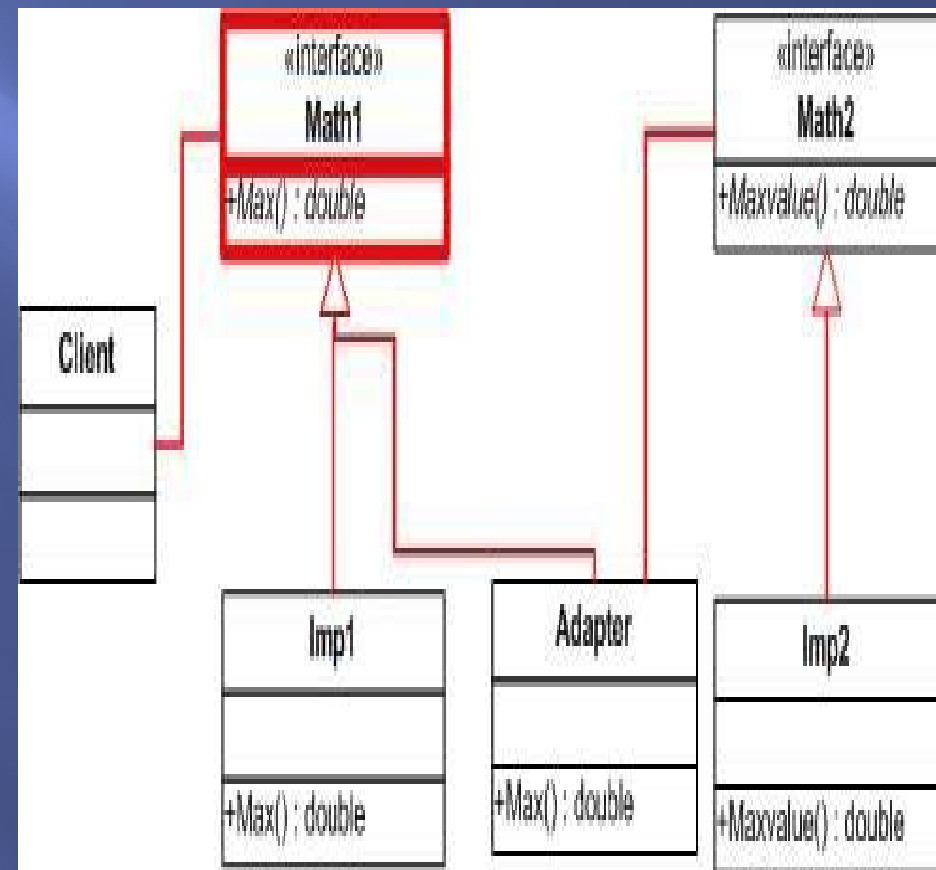 «interface»
Math1
+Max() : double
«interface»
Math2
+Maxvalue() : double
Client
Imp1
+Max() : double
Adapter
+Max() : double
Imp2
+Maxvalue() : double